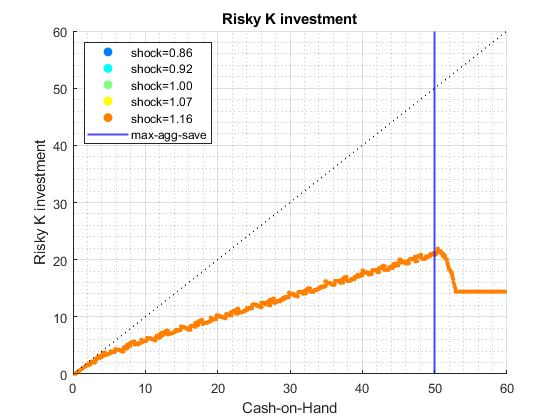 Risky K investment
60
50
40
30
20
10
0
Risky K investment
shock=0.86
shock=0.92
shock=1.00
shock=1.07
shock=1.16
max-agg-save
0 10 20 30 40 50 60
Cash-on-Hand